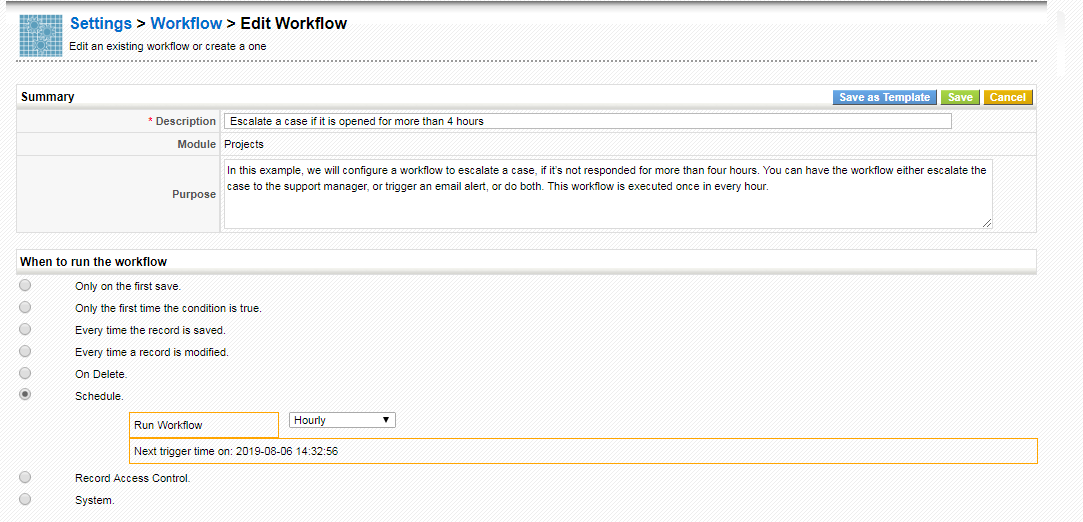 Settings > Workflow > Edit Workflow
Edit an existing workflow or create a one
Summary Save as Template Save Cancel
* Description Escalate a case if it is opened for more than 4 hours
Module Projects
Purpose In this example, we will configure a workflow to escalate a case, if it's not responded for more than four hours. You can have the workflow either escalate the
case to the support manager, or trigger an email alert, or do both. This workflow is executed once in every hour.
When to run the workflow
Only on the first save.
Only the first time the condition is true.
Every time the record is saved.
Every time a record is modified.
On Delete.
Schedule.
Run Workflow Hourly
Next trigger time on: 2019-08-06 14:32:56
Record Access Control.
System.